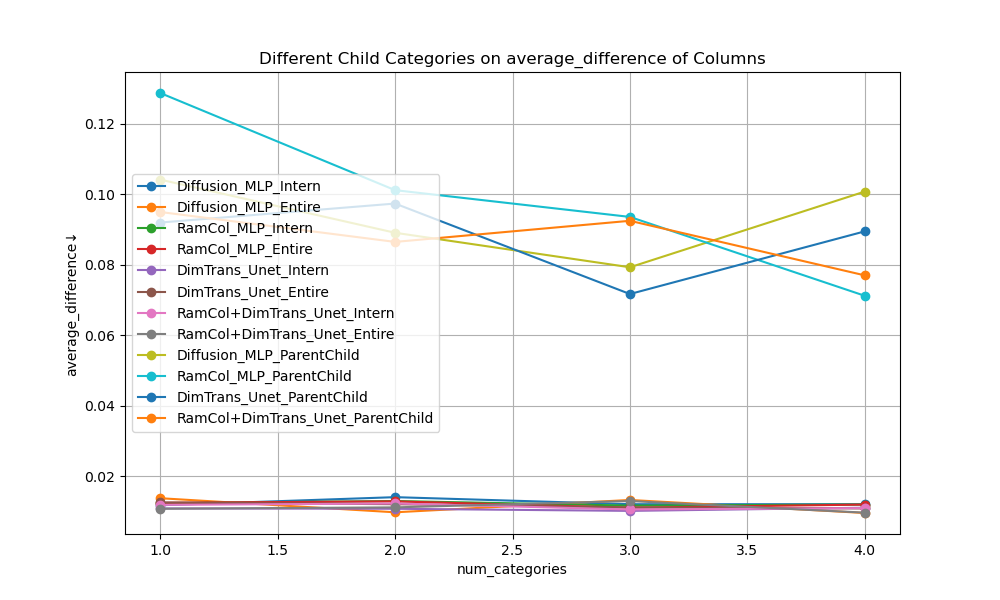 Different Child Categories on average_difference of Columns
average_difference↓
0.12
0.10
0.08
0.06
0.04
0.02
Diffusion_MLP_Intern
Diffusion_MLP_Entire
RamCol_MLP_Intern
RamCol_MLP_Entire
DimTrans_Unet_Intern
DimTrans_Unet_Entire
RamCol+DimTrans_Unet_Intern
RamCol+DimTrans_Unet_Entire
Diffusion_MLP_ParentChild
RamCol_MLP_ParentChild
DimTrans_Unet_ParentChild
RamCol+DimTrans_Unet_ParentChild
1.0 1.5 2.0 2.5 3.0 3.5 4.0
num_categories